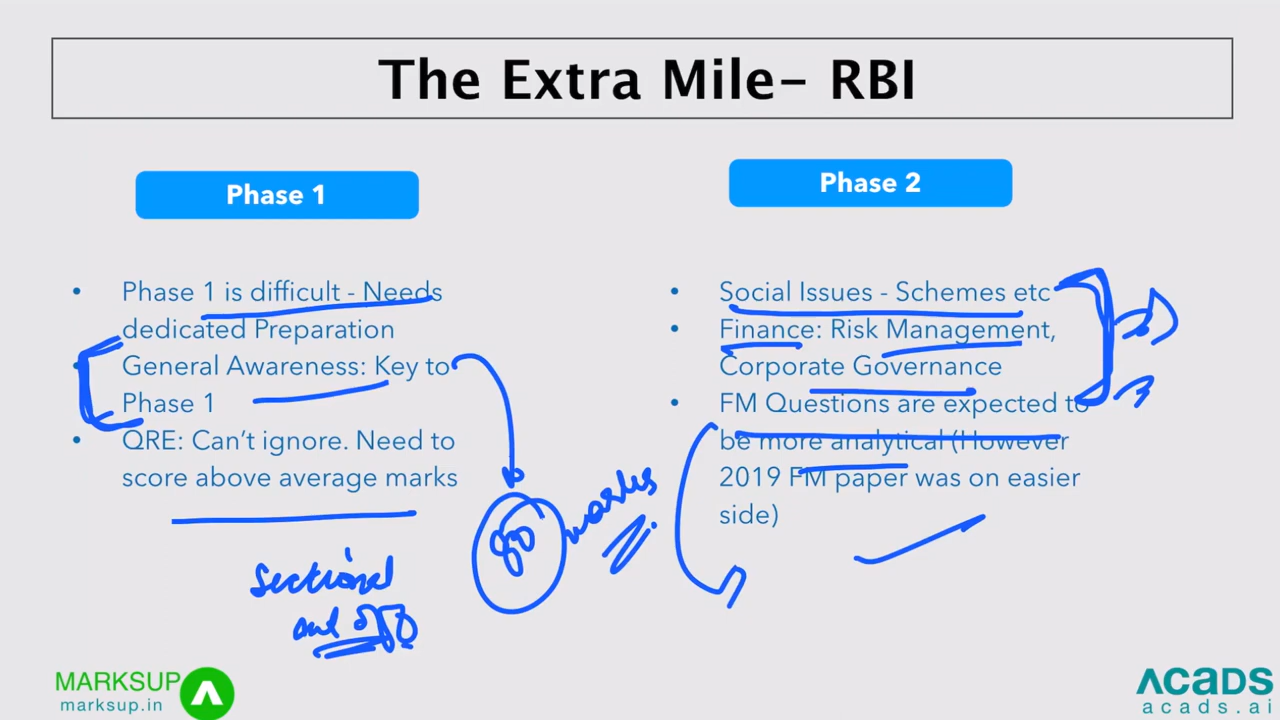 The Extra Mile- RBI
Phase 1
• Phase 1 is difficult - Needs
dedicated Preparation
• General Awareness: Key to
Phase 1
• QRE: Can't ignore. Need to
score above average marks
80 marks
Sectional
cut off
Phase 2
• Social Issues - Schemes etc
• Finance: Risk Management,
Corporate Governance
• FM Questions are expected to
be more analytical (However
2019 FM paper was on easier
side)
MARKSUP
marksup.in
ACADS
acads.ai